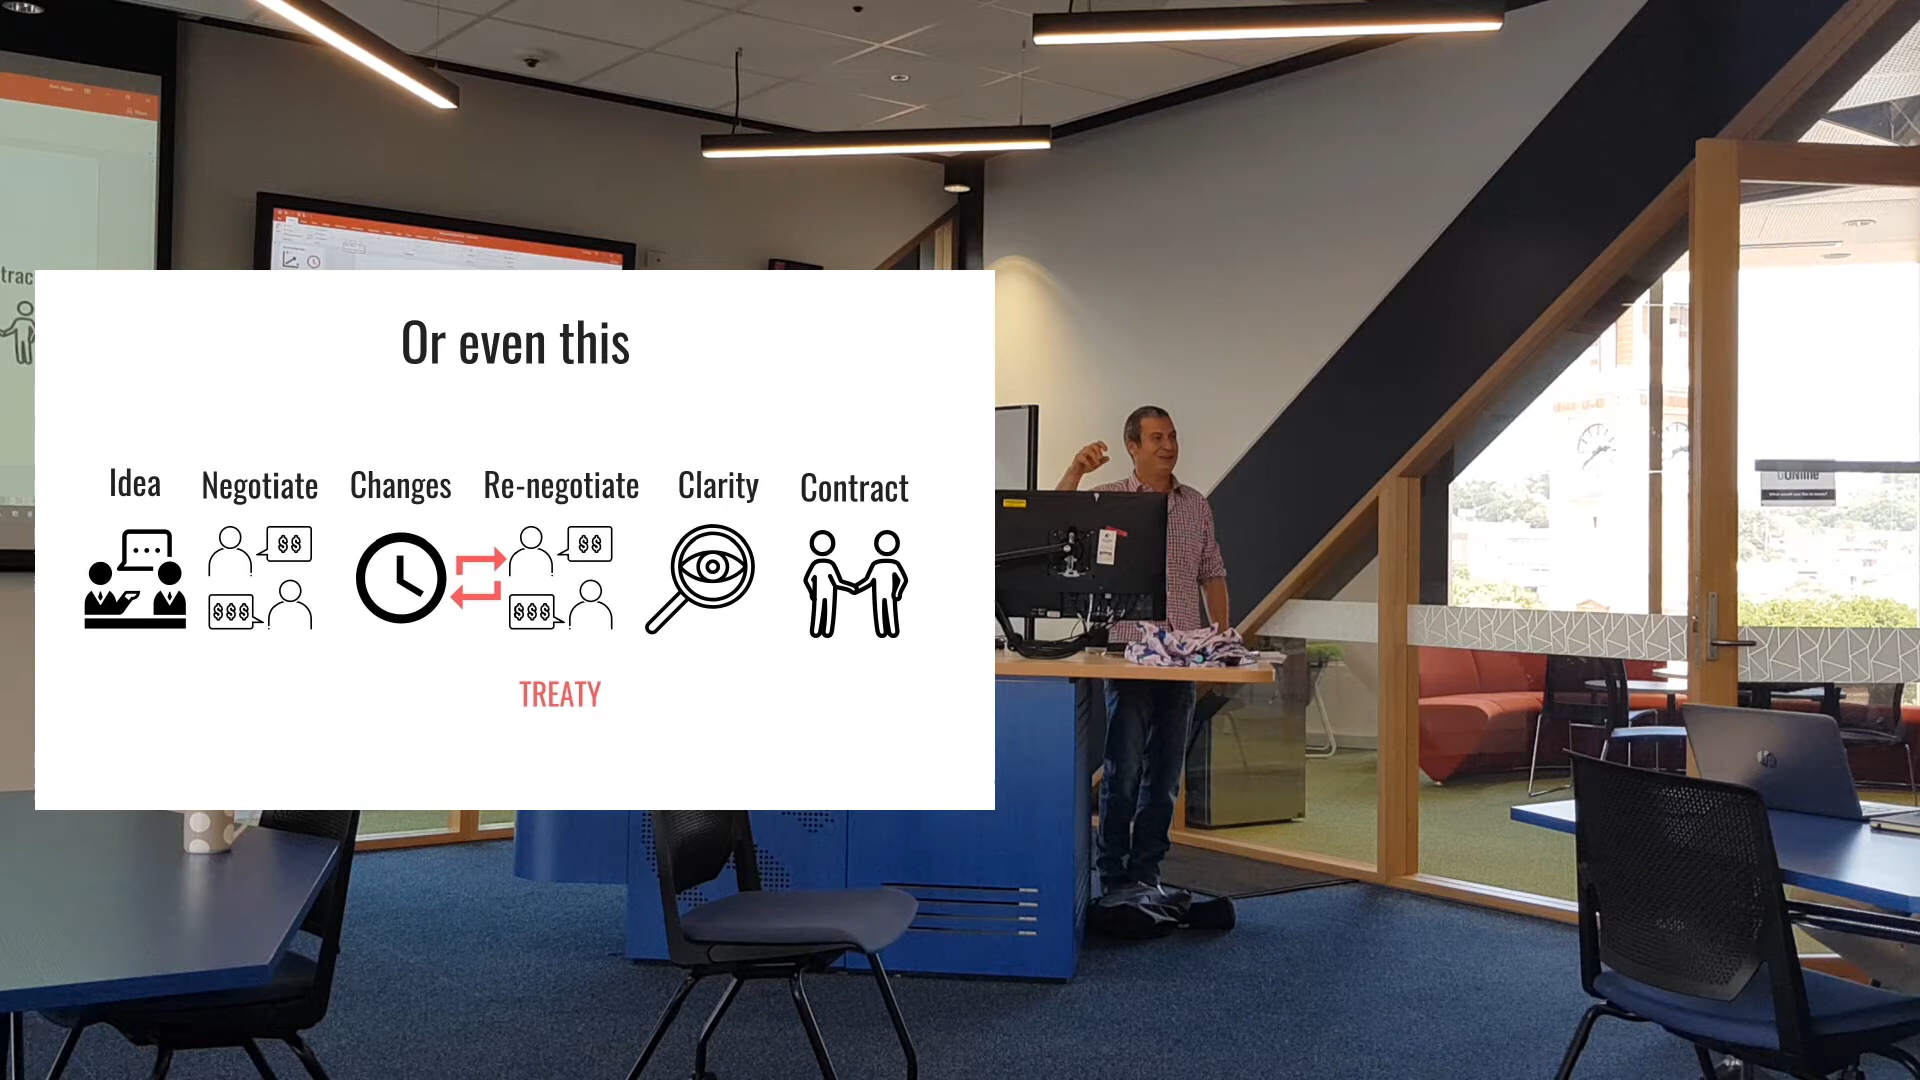 Or even this
Idea
Negotiate
Changes
Re-negotiate
Clarity
Contract
$$
$$$
$$
$$$
TREATY